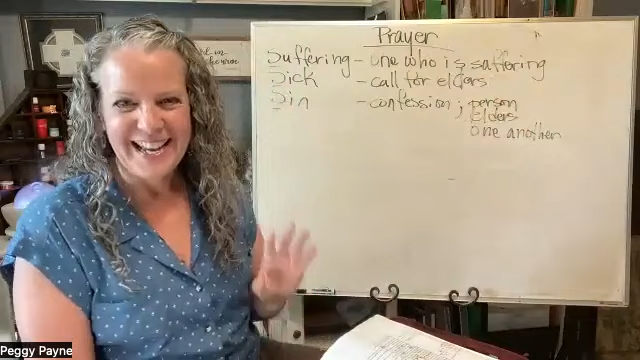 Prayer
Suffering - one who is suffering
Sick - call for elders
Sin - confession ; person
elders
one another
Peggy Payne